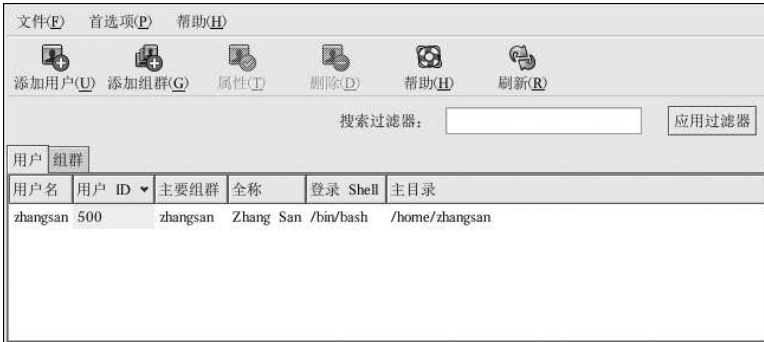 文件(F) 首选项(P) 帮助(H)
添加用户(U) 添加组群(G) 属性(T) 删除(D) 帮助(H) 刷新(R)
搜索过滤器: 应用过滤器
用户 组群
用户名 用户 ID 主要组群 全称 登录 Shell 主目录
zhangsan 500 zhangsan Zhang San /bin/bash /home/zhangsan